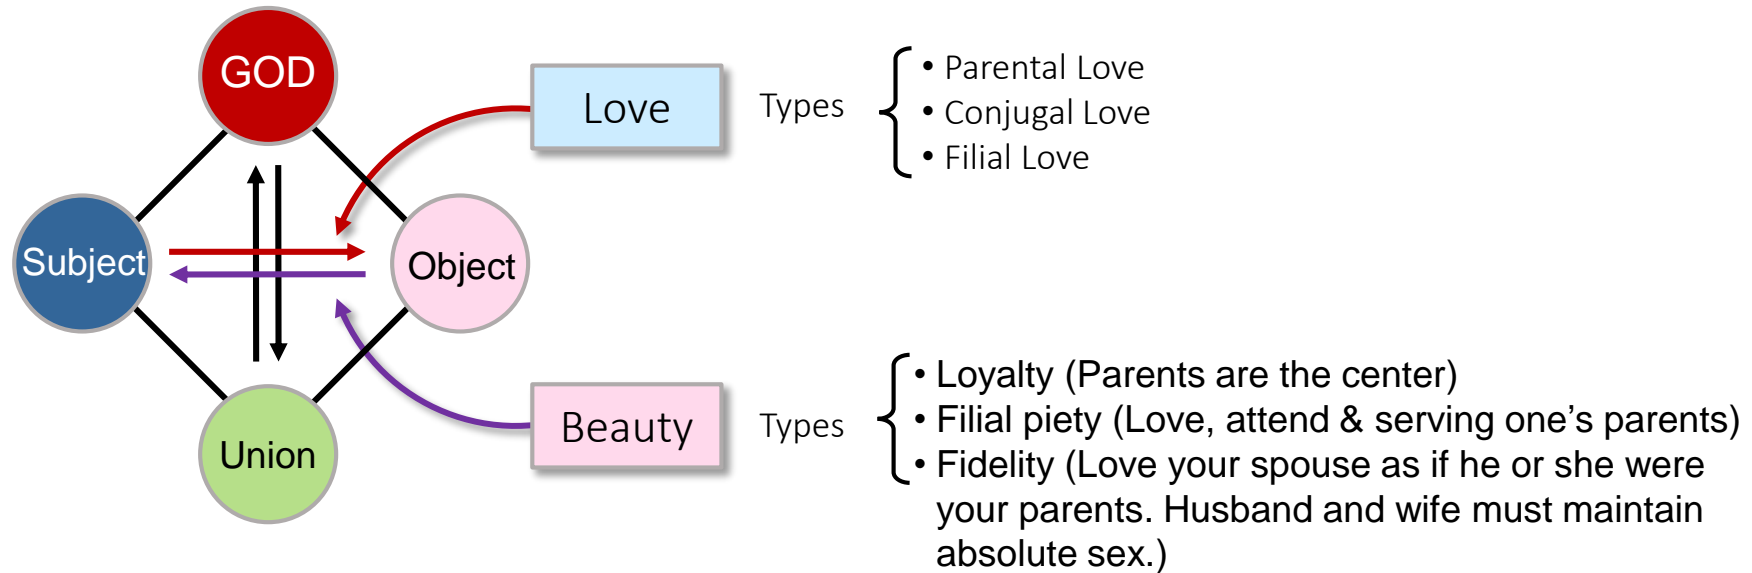 GOD
Love
Types
• Parental Love
• Conjugal Love
• Filial Love
Subject
Object
Union
Beauty
Types
• Loyalty (Parents are the center)
• Filial piety (Love, attend & serving one’s parents)
• Fidelity (Love your spouse as if he or she were
your parents. Husband and wife must maintain
absolute sex.)